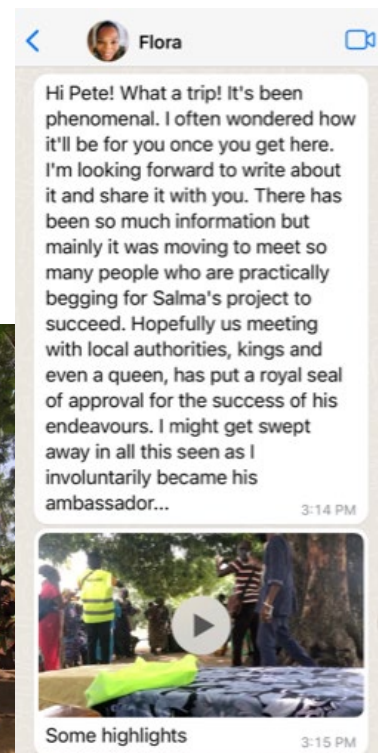 Flora
Hi Pete! What a trip! It's been
phenomenal. I often wondered how
it'll be for you once you get here.
I'm looking forward to write about
it and share it with you. There has
been so much information but
mainly it was moving to meet so
many people who are practically
begging for Salma's project to
succeed. Hopefully us meeting
with local authorities, kings and
even a queen, has put a royal seal
of approval for the success of his
endeavours. I might get swept
away in all this seen as I
involuntarily became his
ambassador...
3:14 PM
Some highlights
3:15 PM